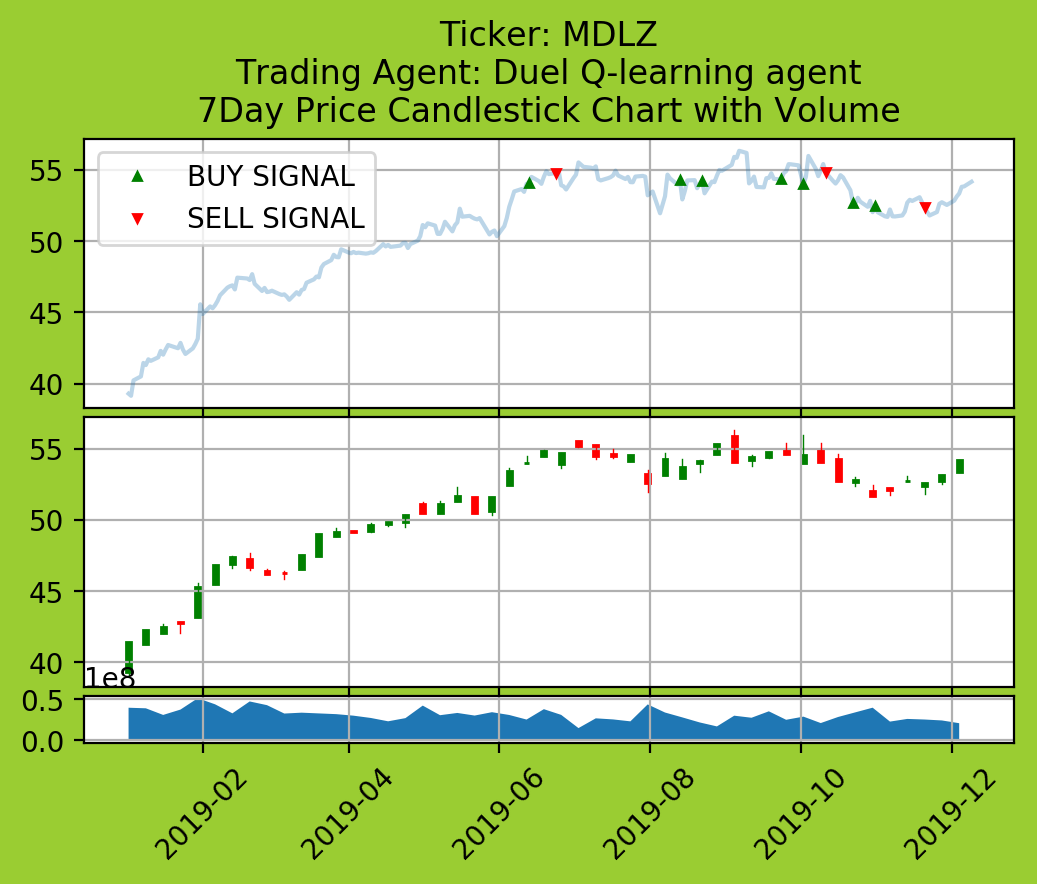 Ticker: MDLZ
Trading Agent: Duel Q-learning agent
7Day Price Candlestick Chart with Volume
BUY SIGNAL
SELL SIGNAL
55
50
45
40
55
50
45
40
1e8
0.5
0.0
2019-02
2019-04
2019-06
2019-08
2019-10
2019-12